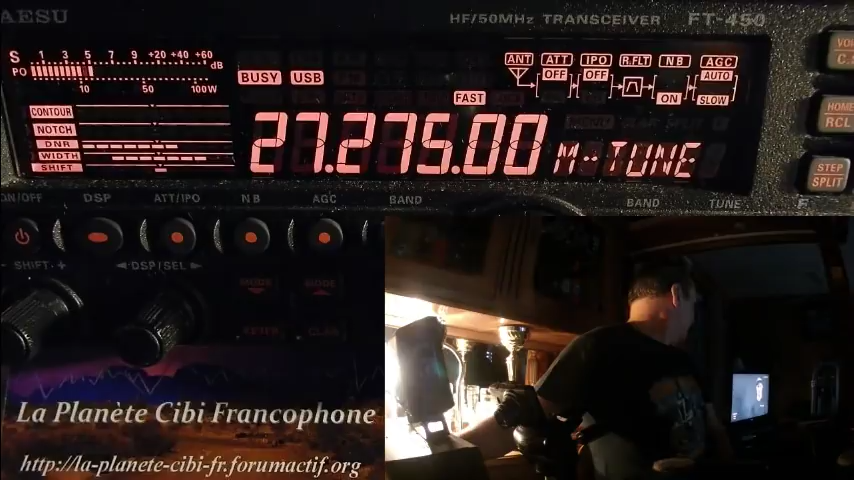 AESU
HF/50MHz TRANSCEIVER FT-450
S 1 3 5 7 9 +20 +40 +60 dB
PO 10 50 100W
BUSY USB
FAST
ANT ATT IPO R.FLT NB AGC
OFF OFF ON AUTO SLOW
CONTOUR
NOTCH
DNR
WIDTH
SHIFT
27.275.00 M-TUNE
HOME
RCL
STEP
SPLIT
ON/OFF DSP ATT/IPO NB AGC BAND BAND TUNE F
- SHIFT + ◄DSP/SEL►
MODE MODE
La Planète Cibi Francophone
http://la-planete-cibi-fr.forumactif.org